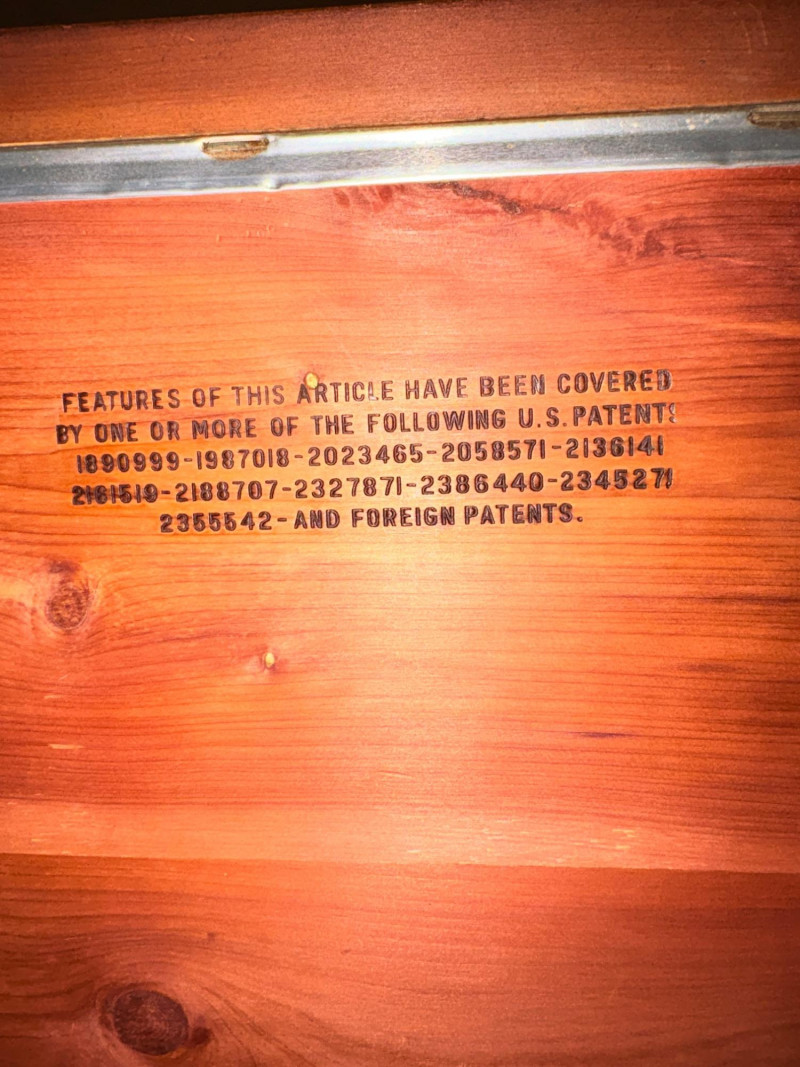 FEATURES OF THIS ARTICLE HAVE BEEN COVERED
BY ONE OR MORE OF THE FOLLOWING U.S. PATENTS
1890999-1987018-2023465-2058571-2136141
2161519-2188707-2327871-2386440-2345271
2355542-AND FOREIGN PATENTS.